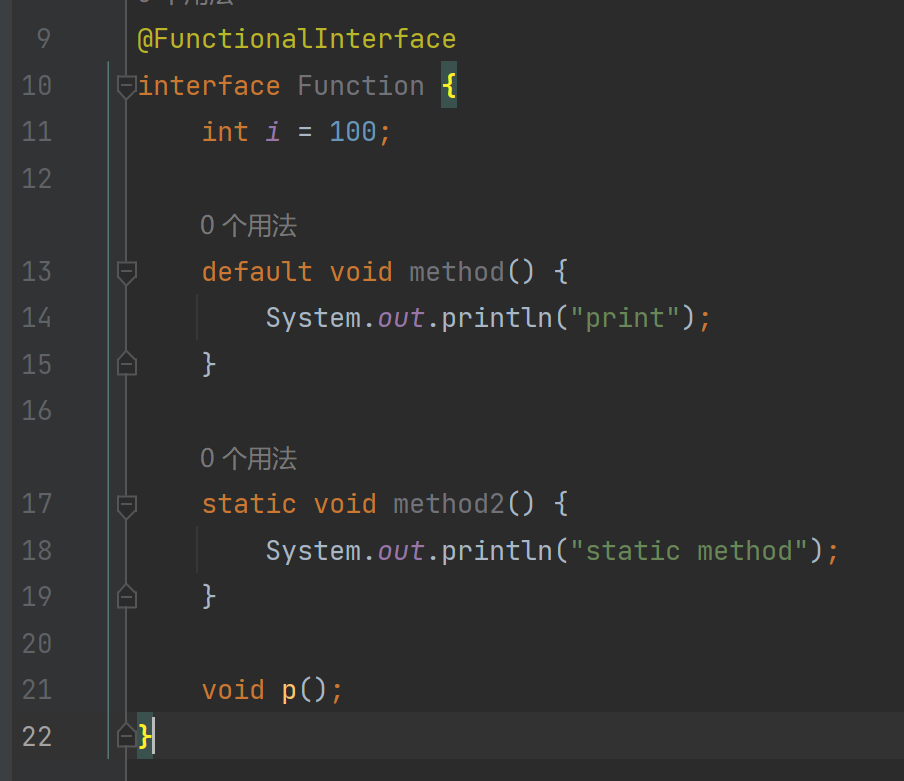 9 @FunctionalInterface
10 interface Function {
11 int i = 100;
12
0 个用法
13 default void method() {
14 System.out.println("print");
15 }
16
0 个用法
17 static void method2() {
18 System.out.println("static method");
19 }
20
21 void p();
22 }